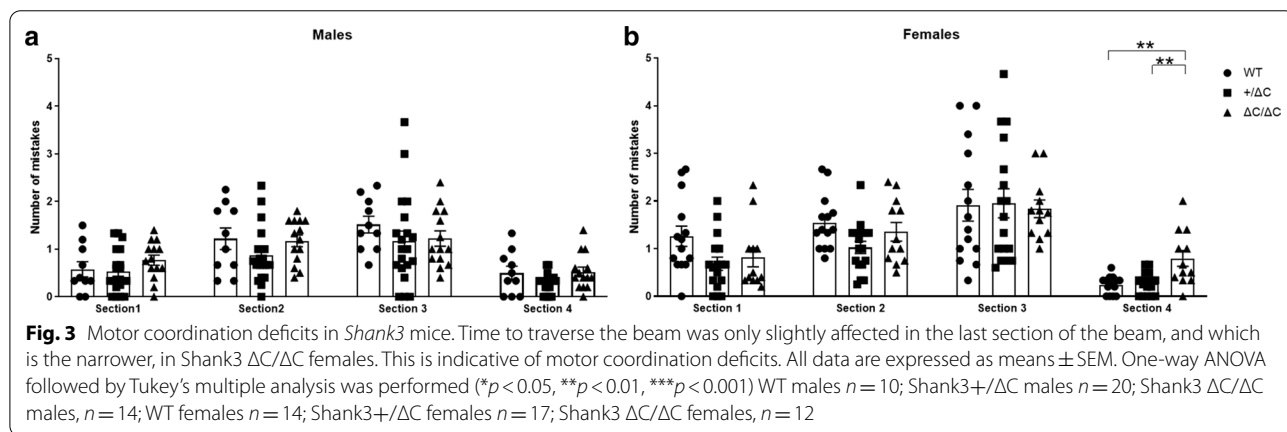 a
Males
Number of mistakes
5
4
3
2
1
0
Section1
Section2
Section 3
Section 4
b
Females
Number of mistakes
5
4
3
2
1
0
Section 1
Section 2
Section 3
Section 4
**
**
WT
+/ΔC
ΔC/ΔC
Fig. 3 Motor coordination deficits in Shank3 mice. Time to traverse the beam was only slightly affected in the last section of the beam, and which
is the narrower, in Shank3 ΔC/ΔC females. This is indicative of motor coordination deficits. All data are expressed as means ± SEM. One-way ANOVA
followed by Tukey's multiple analysis was performed (*p < 0.05, **p < 0.01, ***p < 0.001) WT males n = 10; Shank3+/ΔC males n = 20; Shank3 ΔC/ΔC
males, n = 14; WT females n = 14; Shank3+/ΔC females n = 17; Shank3 ΔC/ΔC females, n = 12